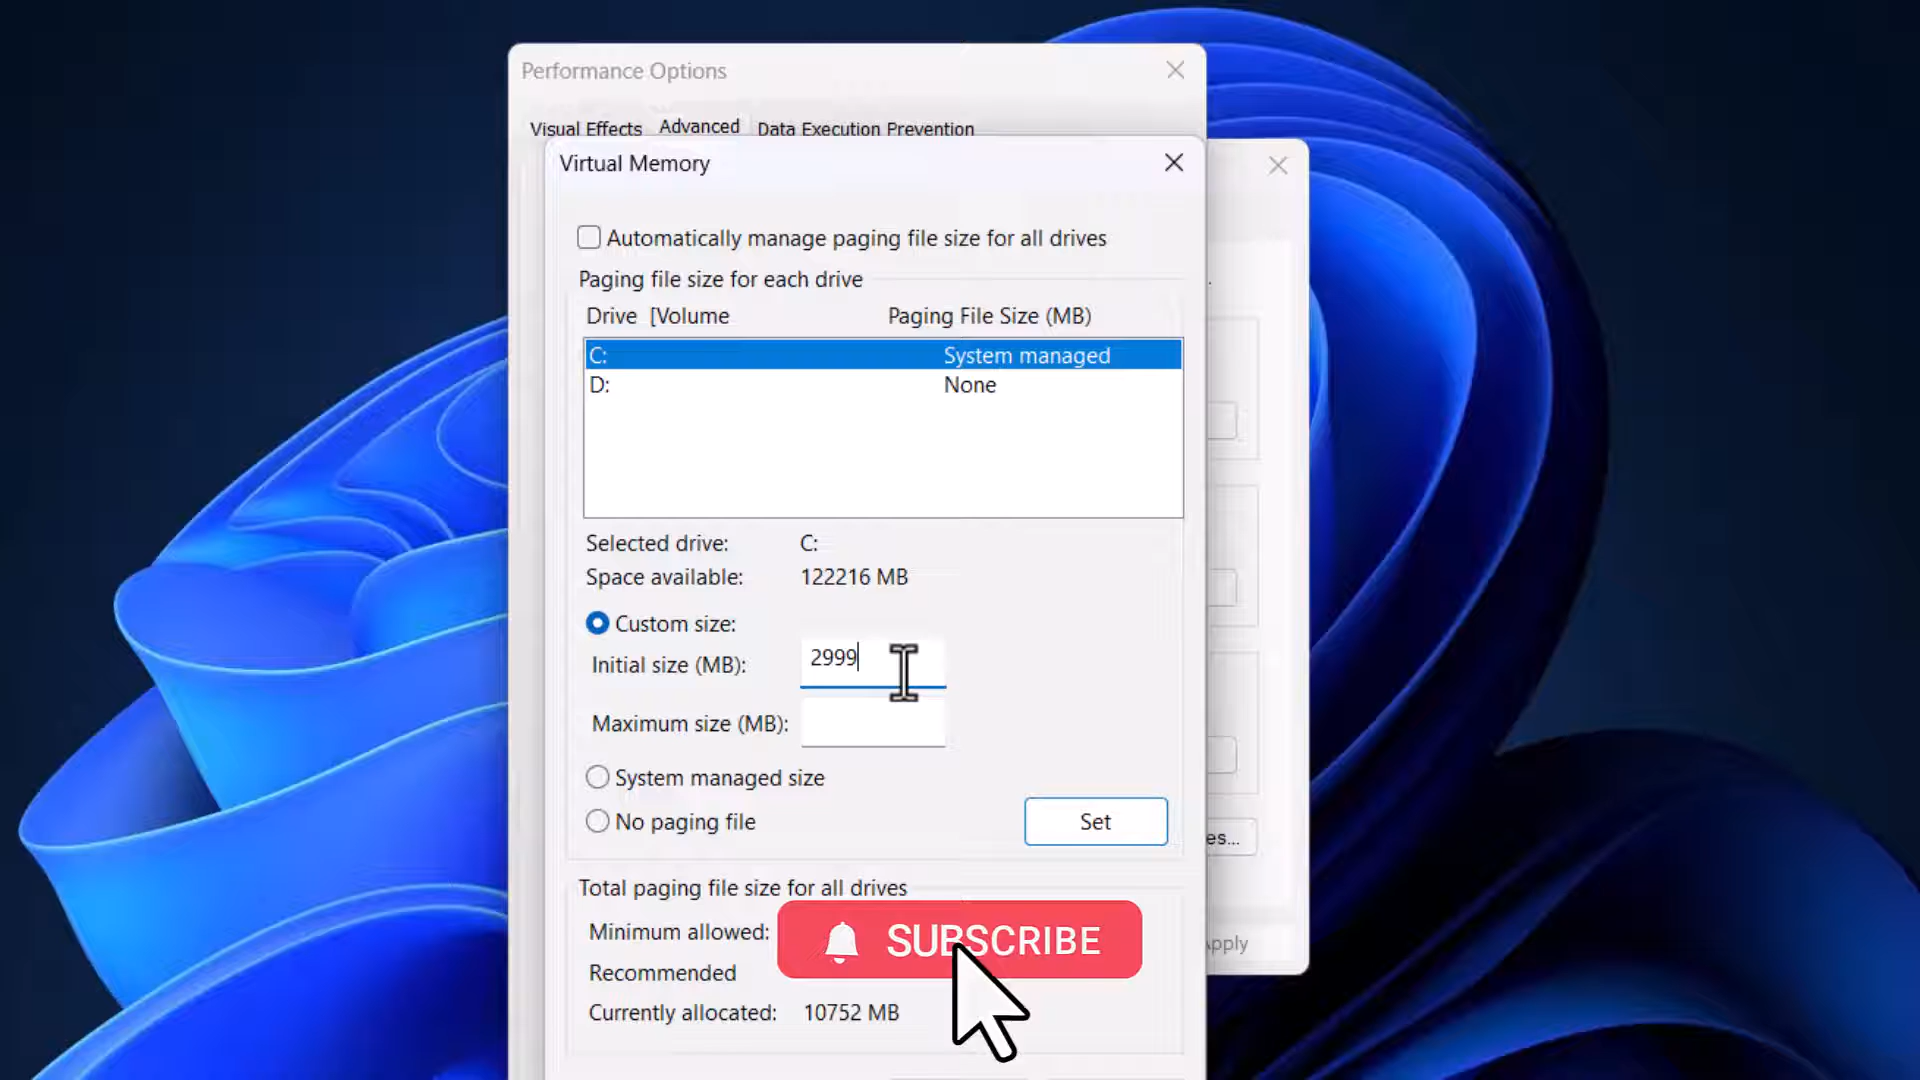 Performance Options
Visual Effects Advanced Data Execution Prevention
Virtual Memory
Automatically manage paging file size for all drives
Paging file size for each drive
Drive [Volume Paging File Size (MB)
C: System managed
D: None
Selected drive: C:
Space available: 122216 MB
Custom size:
Initial size (MB): 2999
Maximum size (MB):
System managed size
No paging file
Set
es...
Total paging file size for all drives
Minimum allowed:
SUBSCRIBE
Apply
Recommended
Currently allocated: 10752 MB